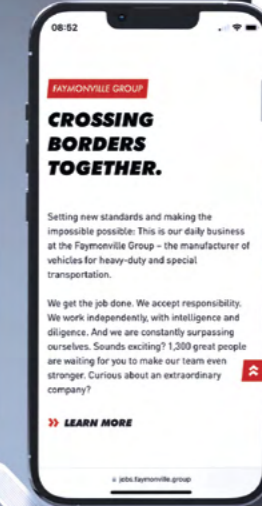 08:52
FAYMONVILLE GROUP
CROSSING
BORDERS
TOGETHER.
Setting new standards and making the
impossible possible: This is our daily business
at the Faymonville Group – the manufacturer of
vehicles for heavy-duty and special
transportation.
We get the job done. We accept responsibility.
We work independently, with intelligence and
diligence. And we are constantly surpassing
ourselves. Sounds exciting? 1,300 great people
are waiting for you to make our team even
stronger. Curious about an extraordinary
company?
LEARN MORE
jobs.faymonville.group